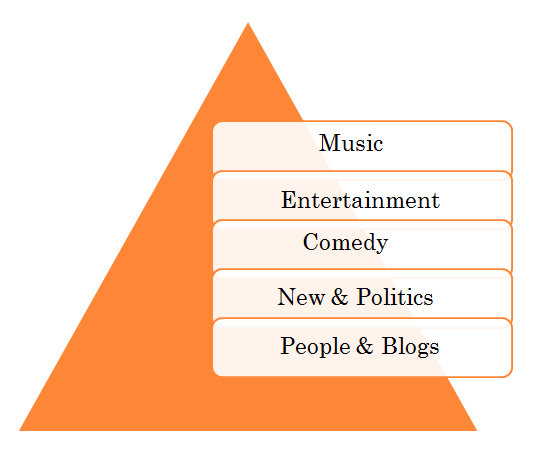 Music
Entertainment
Comedy
New & Politics
People & Blogs